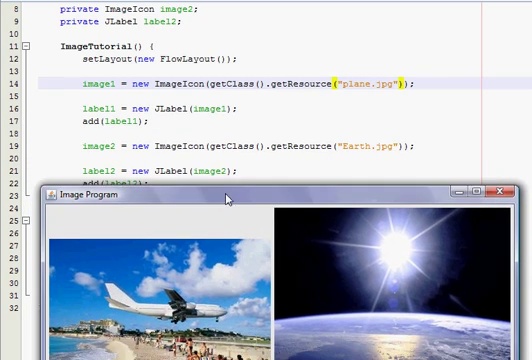 8 private ImageIcon image2;
9 private JLabel label2;
10
11 ImageTutorial() {
12 setLayout(new FlowLayout());
13
14 image1 = new ImageIcon(getClass().getResource("plane.jpg"));
15
16 label1 = new JLabel(image1);
17 add(label1);
18
19 image2 = new ImageIcon(getClass().getResource("Earth.jpg"));
20
21 label2 = new JLabel(image2);
22 add(label2);
23
Image Program
24
25
26
27
28
29
30
31
32